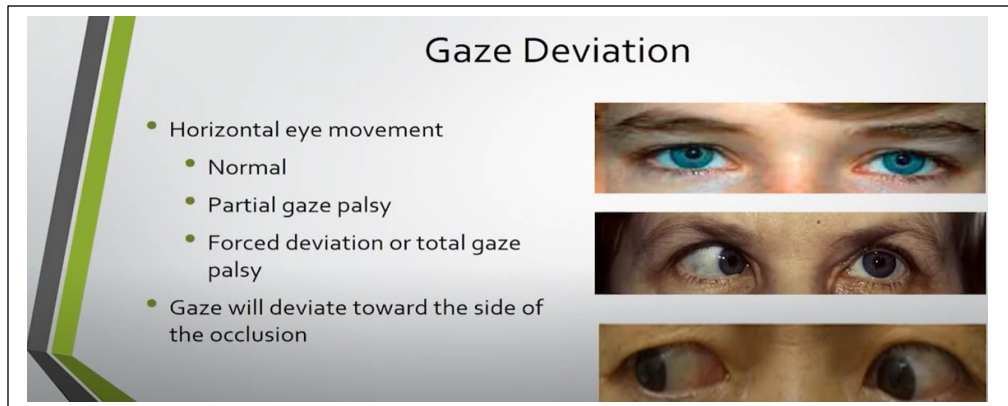 Gaze Deviation
Horizontal eye movement
Normal
Partial gaze palsy
Forced deviation or total gaze
palsy
Gaze will deviate toward the side of
the occlusion